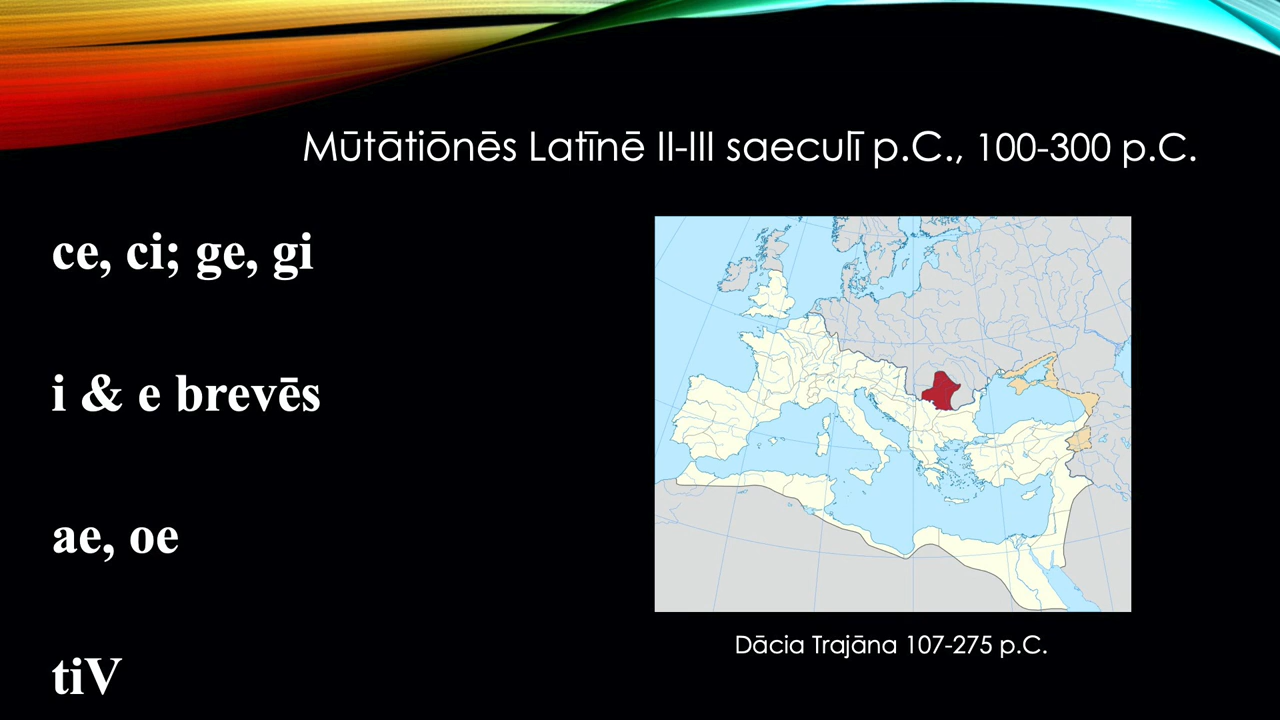 Mūtātiōnēs Latīnē II-III saeculī p.C., 100-300 p.C.
ce, ci; ge, gi
i & e brevēs
ae, oe
tiV
Dācia Trajāna 107-275 p.C.